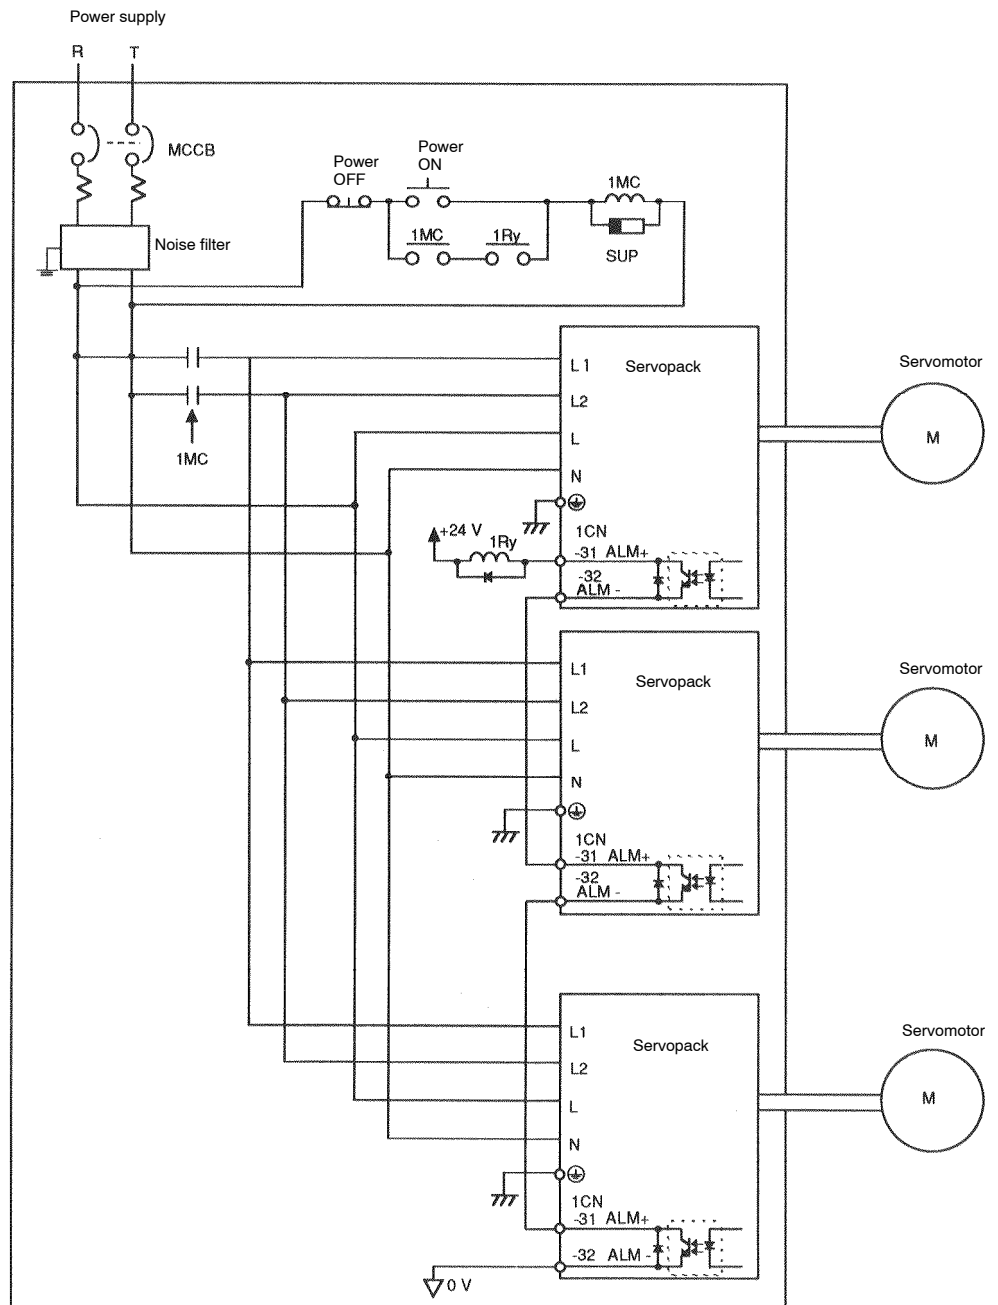 Power supply
R T
MCCB
Power
OFF
Power
ON
1MC
1MC 1Ry
SUP
Noise filter
L1
Servopack
L2
L
N
1MC
Servomotor
M
+24 V
1Ry
1CN
-31 ALM+
-32
ALM -
L1
Servopack
L2
L
N
Servomotor
M
1CN
-31 ALM+
-32
ALM -
L1
Servopack
L2
L
N
Servomotor
M
1CN
-31 ALM+
-32 ALM -
0 V